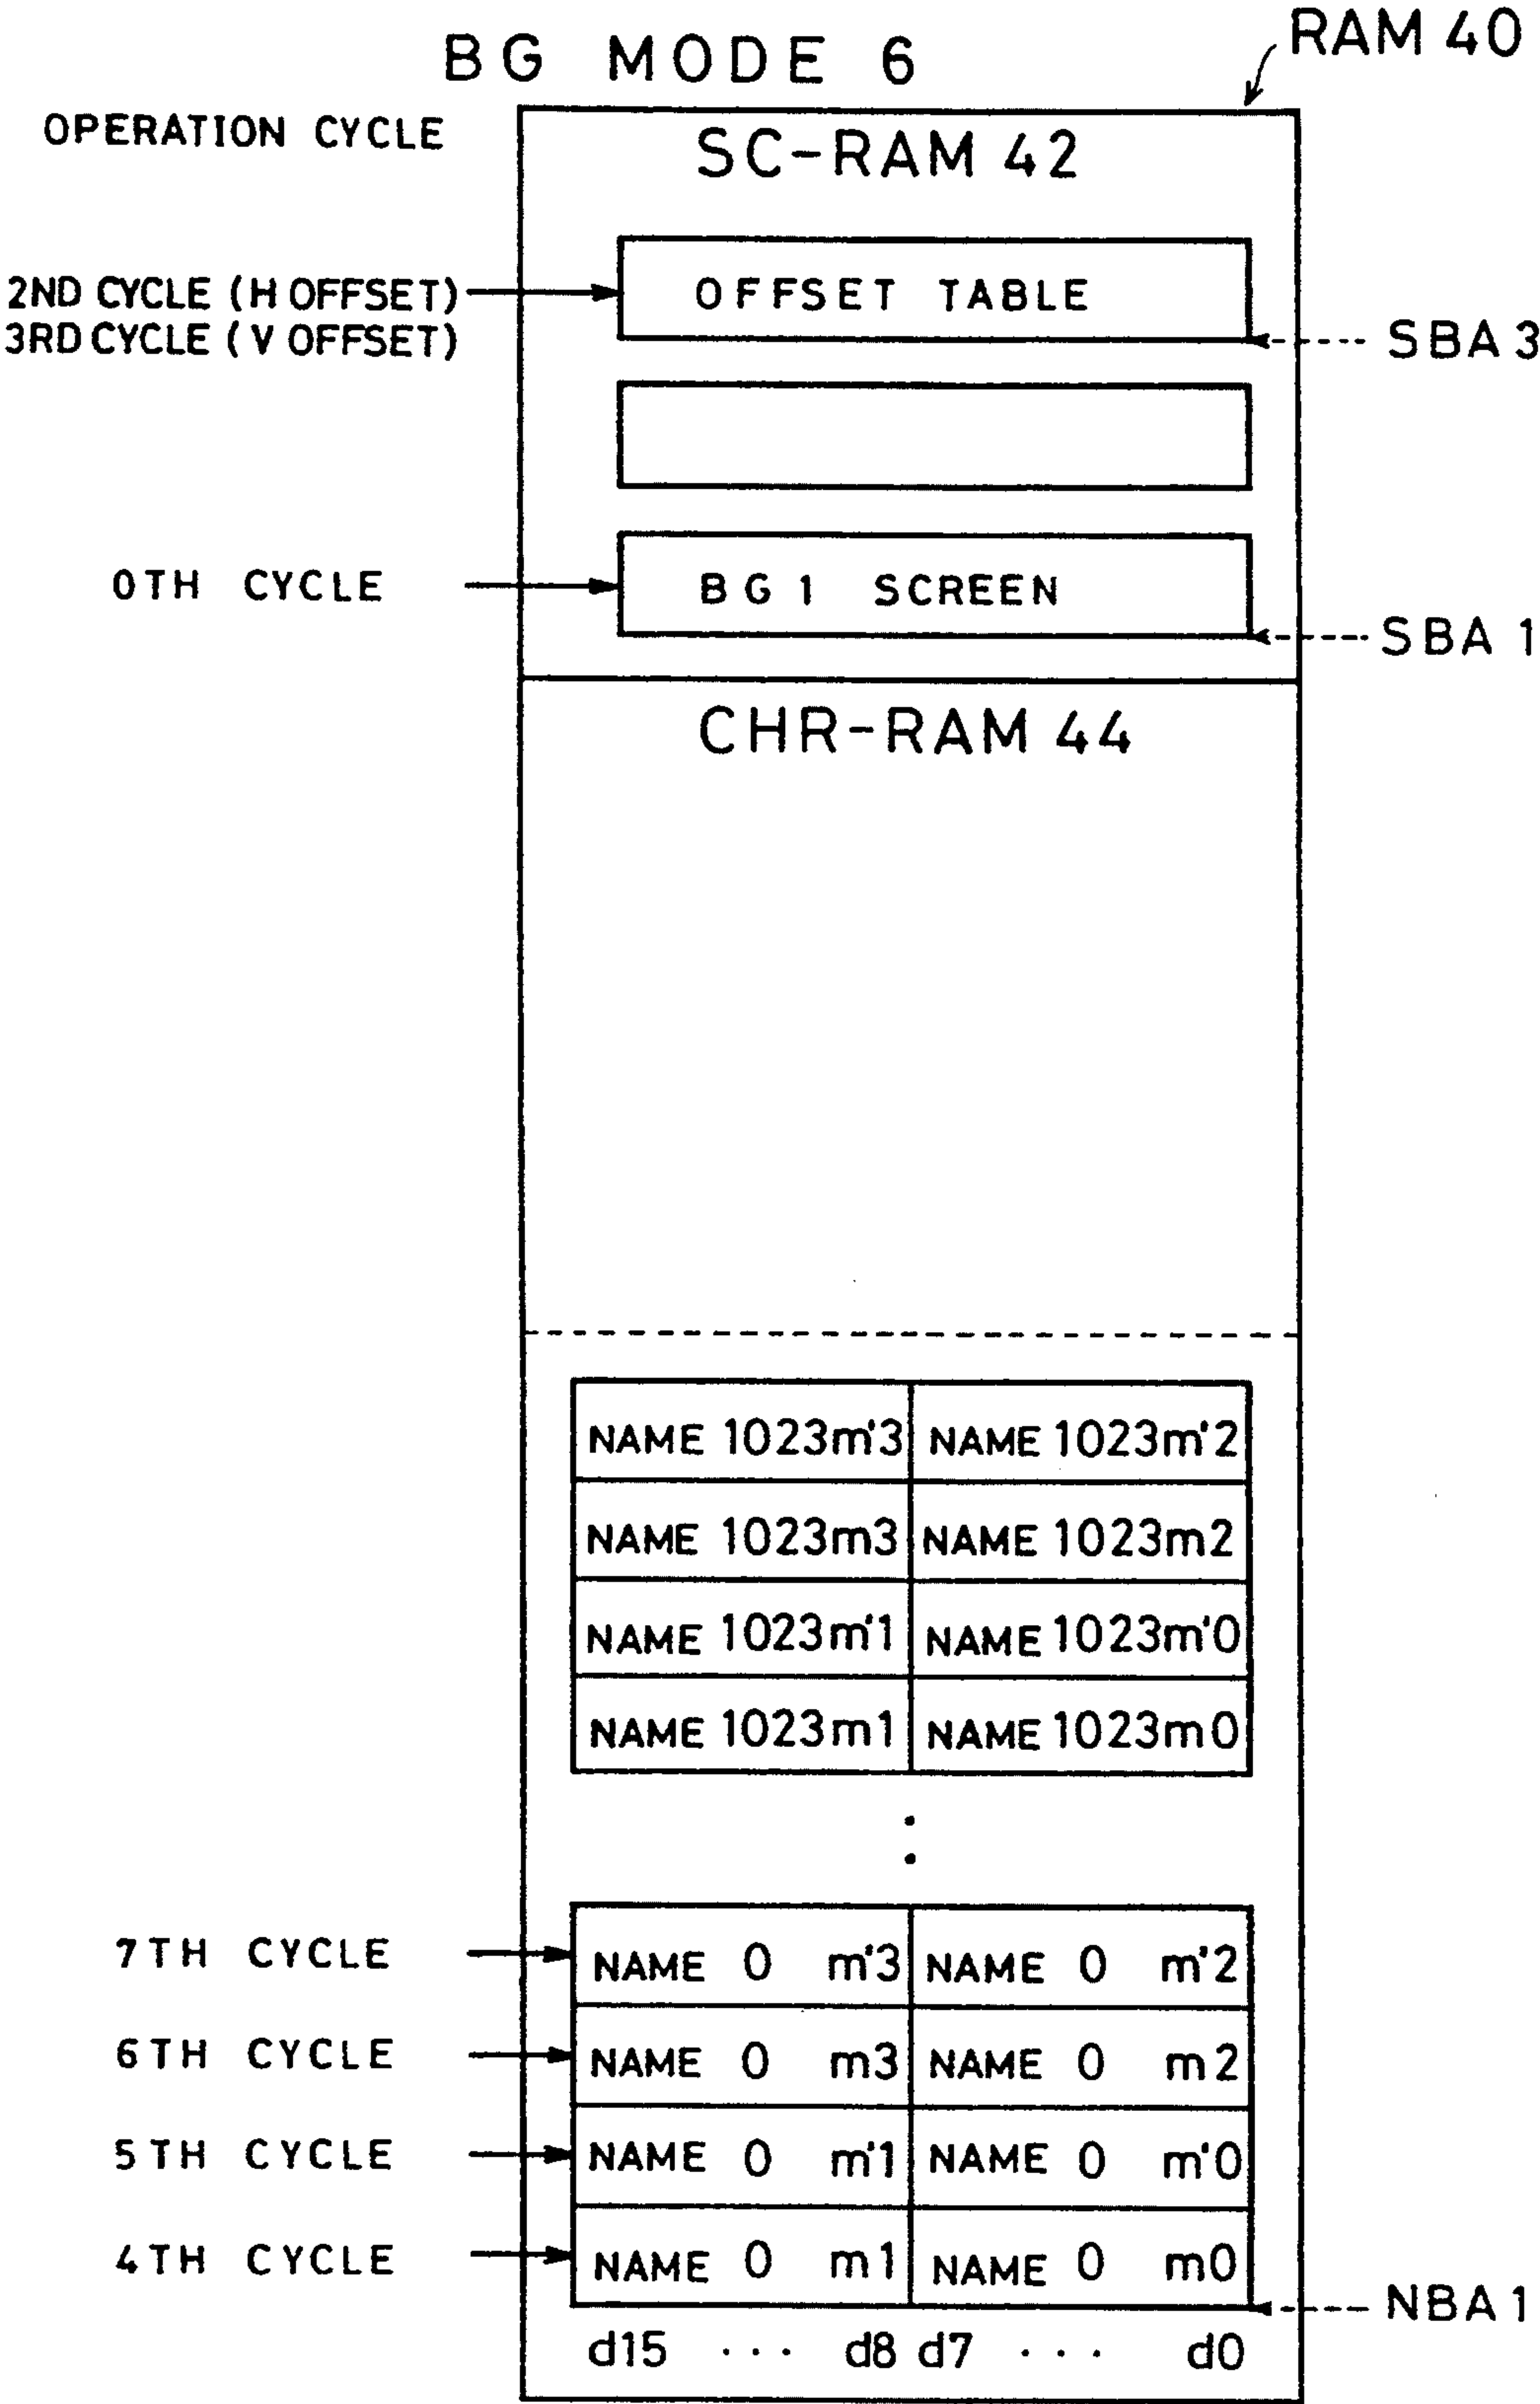 BG MODE 6
RAM 40
OPERATION CYCLE
SC-RAM 42
2ND CYCLE (H OFFSET)
3RD CYCLE (V OFFSET)
OFFSET TABLE
SBA 3
0TH CYCLE
BG 1 SCREEN
SBA 1
CHR-RAM 44
NAME 1023m'3 NAME 1023m'2
NAME 1023m3 NAME 1023m2
NAME 1023m'1 NAME 1023m'0
NAME 1023m1 NAME 1023m0
7TH CYCLE NAME 0 m'3 NAME 0 m'2
6TH CYCLE NAME 0 m3 NAME 0 m2
5TH CYCLE NAME 0 m'1 NAME 0 m'0
4TH CYCLE NAME 0 m1 NAME 0 m0
NBA 1
d15 ... d8 d7 ... d0